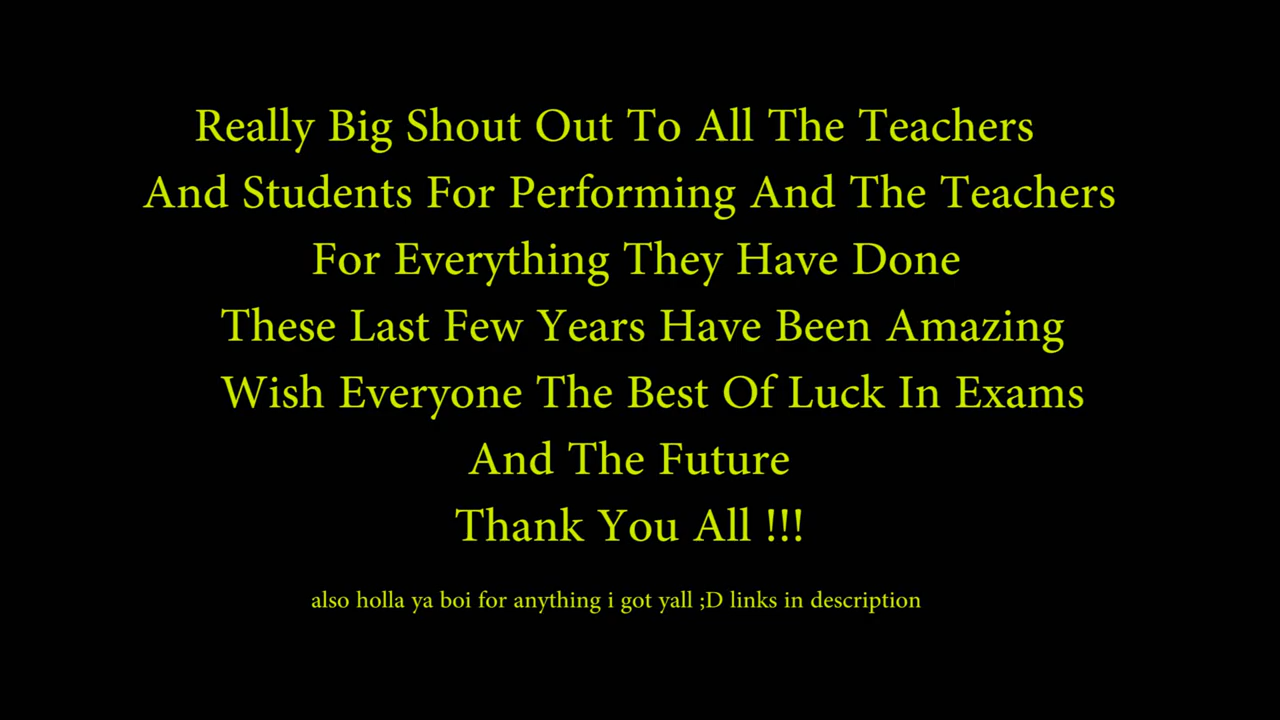 Really Big Shout Out To All The Teachers
And Students For Performing And The Teachers
For Everything They Have Done
These Last Few Years Have Been Amazing
Wish Everyone The Best Of Luck In Exams
And The Future
Thank You All !!!
also holla ya boi for anything i got yall ;D links in description